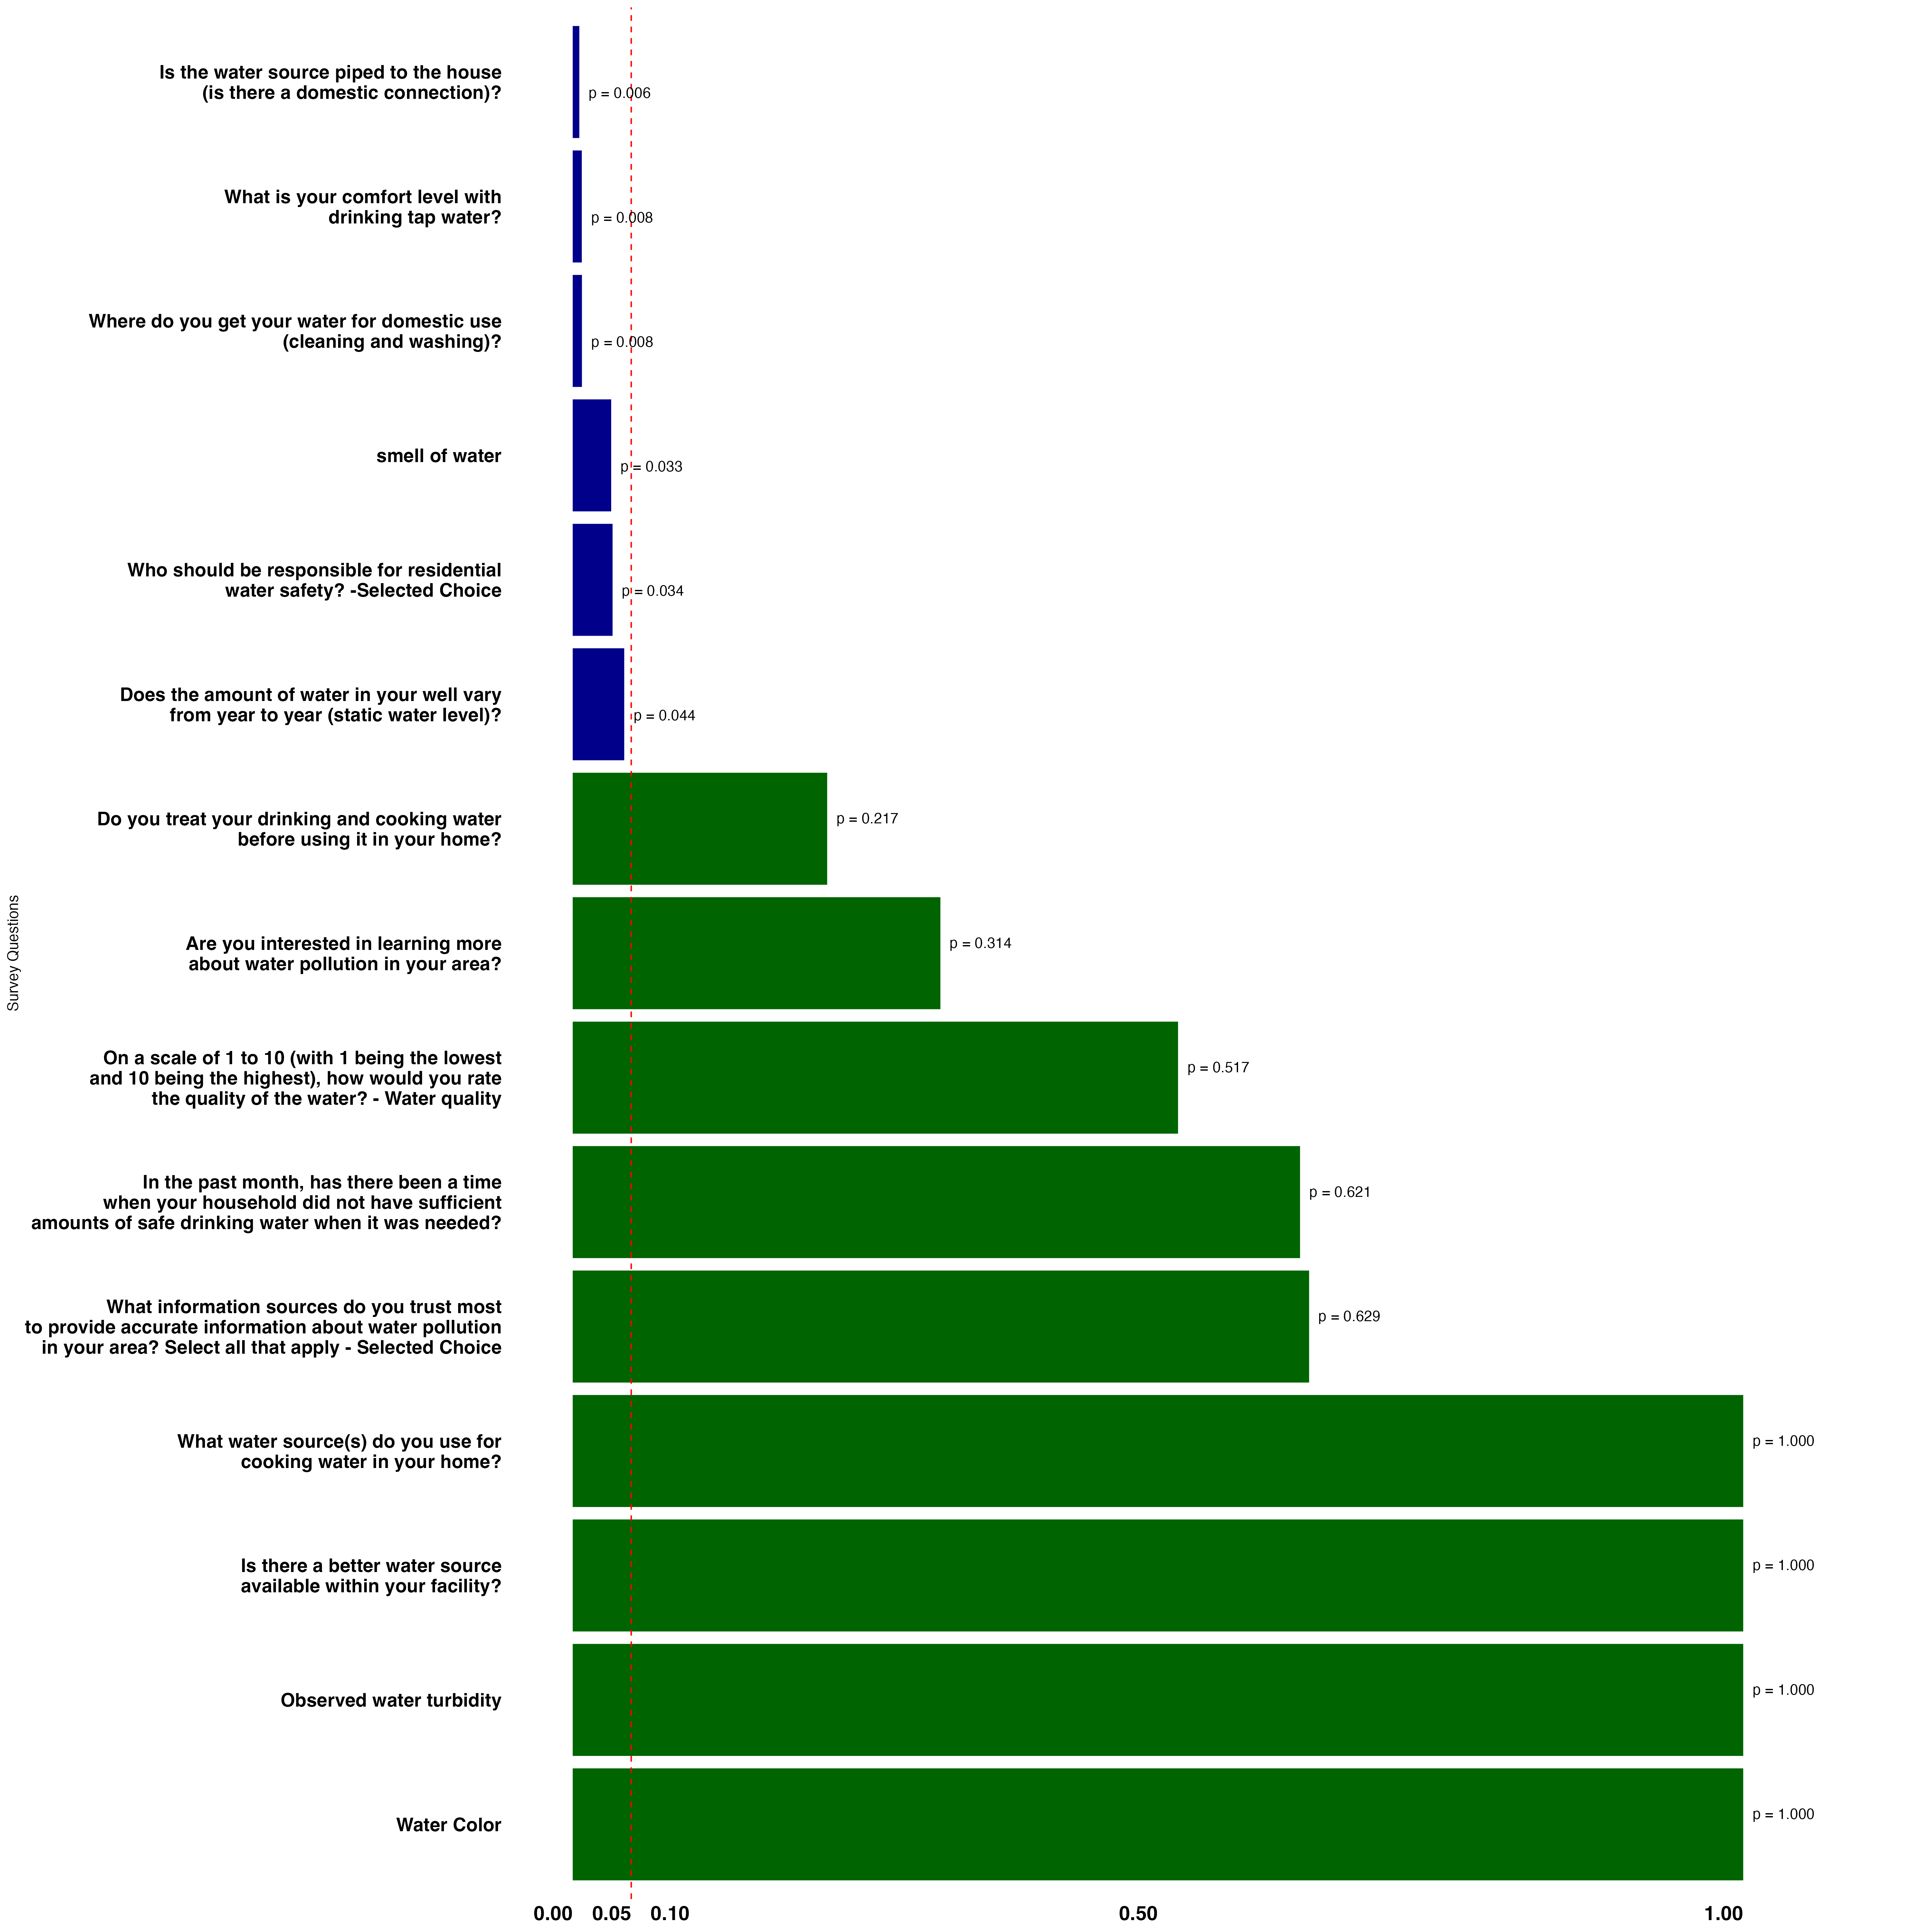 Is the water source piped to the house
(is there a domestic connection)?
p = 0.006
What is your comfort level with
drinking tap water?
p = 0.008
Where do you get your water for domestic use
(cleaning and washing)?
p = 0.008
smell of water
p = 0.033
Who should be responsible for residential
water safety? -Selected Choice
p = 0.034
Does the amount of water in your well vary
from year to year (static water level)?
p = 0.044
Do you treat your drinking and cooking water
before using it in your home?
p = 0.217
Survey Questions
Are you interested in learning more
about water pollution in your area?
p = 0.314
On a scale of 1 to 10 (with 1 being the lowest
and 10 being the highest), how would you rate
the quality of the water? - Water quality
p = 0.517
In the past month, has there been a time
when your household did not have sufficient
amounts of safe drinking water when it was needed?
p = 0.621
What information sources do you trust most
to provide accurate information about water pollution
in your area? Select all that apply - Selected Choice
p = 0.629
What water source(s) do you use for
cooking water in your home?
p = 1.000
Is there a better water source
available within your facility?
p = 1.000
Observed water turbidity
p = 1.000
Water Color
p = 1.000
0.00 0.05 0.10 0.50 1.00